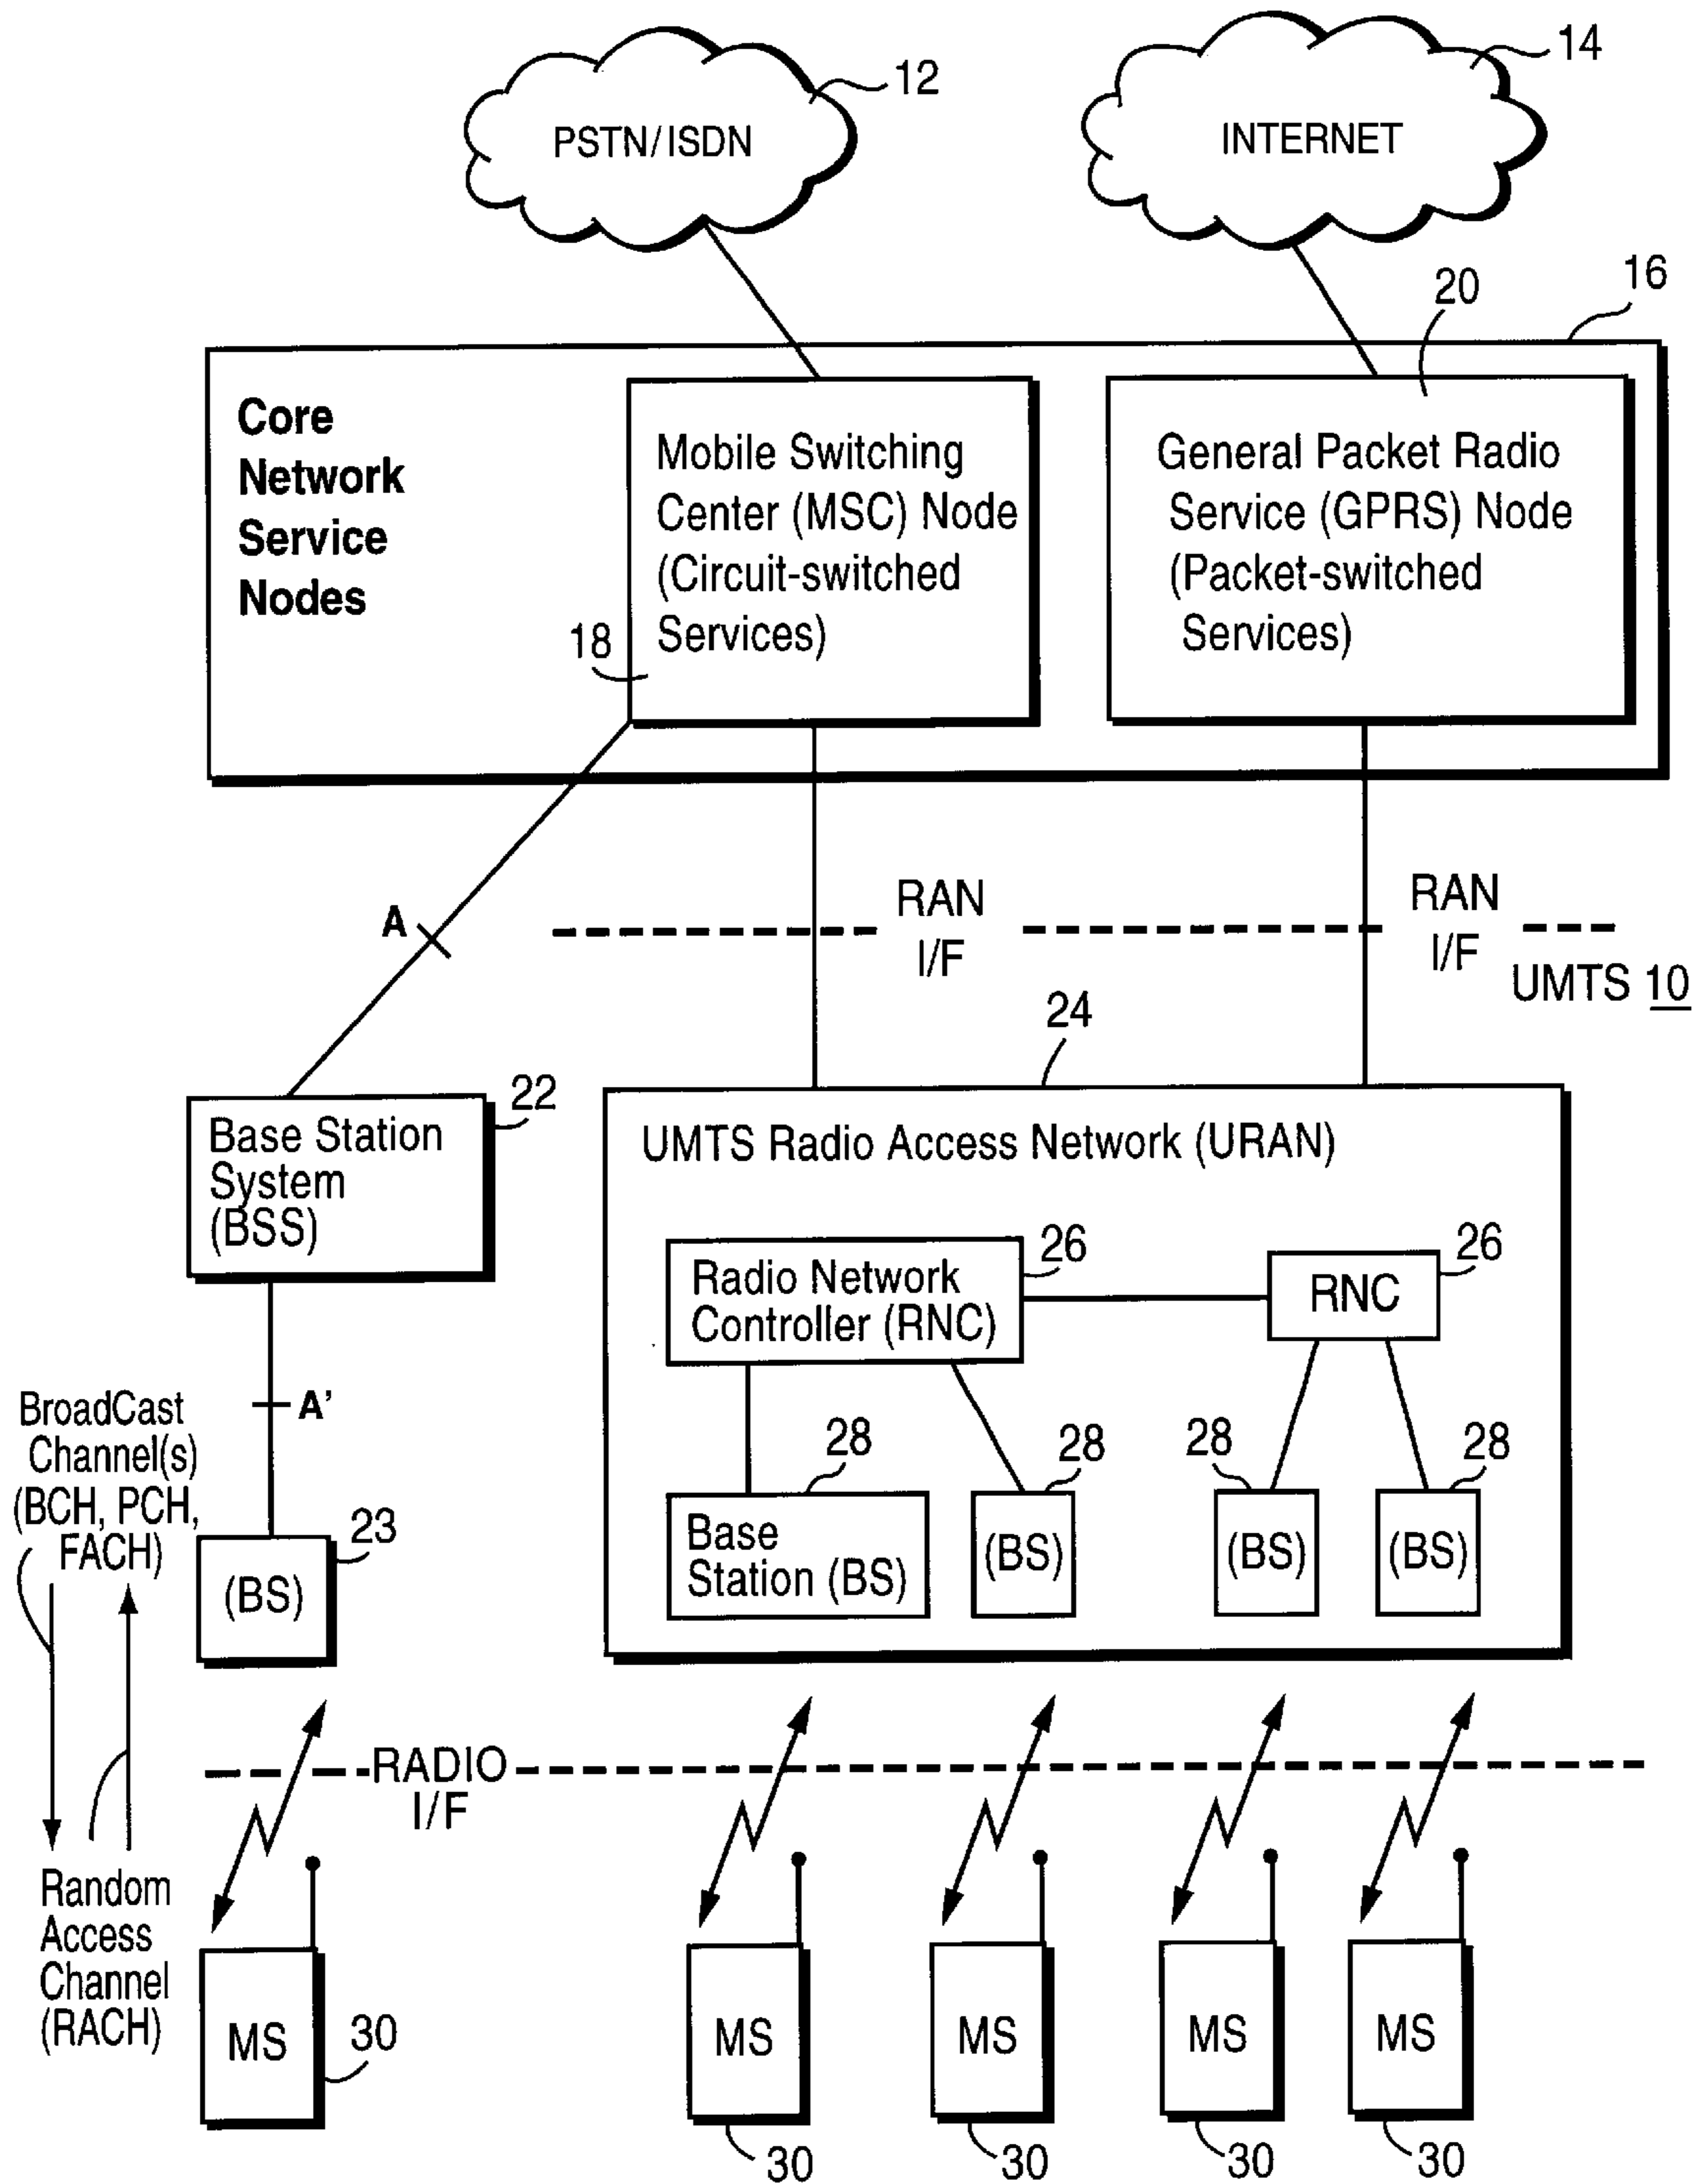 12
14
PSTN/ISDN
INTERNET
16
20
Core
Network
Service
Nodes
Mobile Switching
Center (MSC) Node
(Circuit-switched
Services)
18
General Packet Radio
Service (GPRS) Node
(Packet-switched
Services)
A
RAN
I/F
RAN
I/F
UMTS 10
24
22
Base Station
System
(BSS)
UMTS Radio Access Network (URAN)
26
Radio Network
Controller (RNC)
26
RNC
A'
BroadCast
Channel(s)
(BCH, PCH,
FACH)
23
(BS)
28
Base
Station (BS)
28
(BS)
28
(BS)
28
(BS)
RADIO
I/F
Random
Access
Channel
(RACH)
MS
30
MS
30
MS
30
MS
30
MS
30